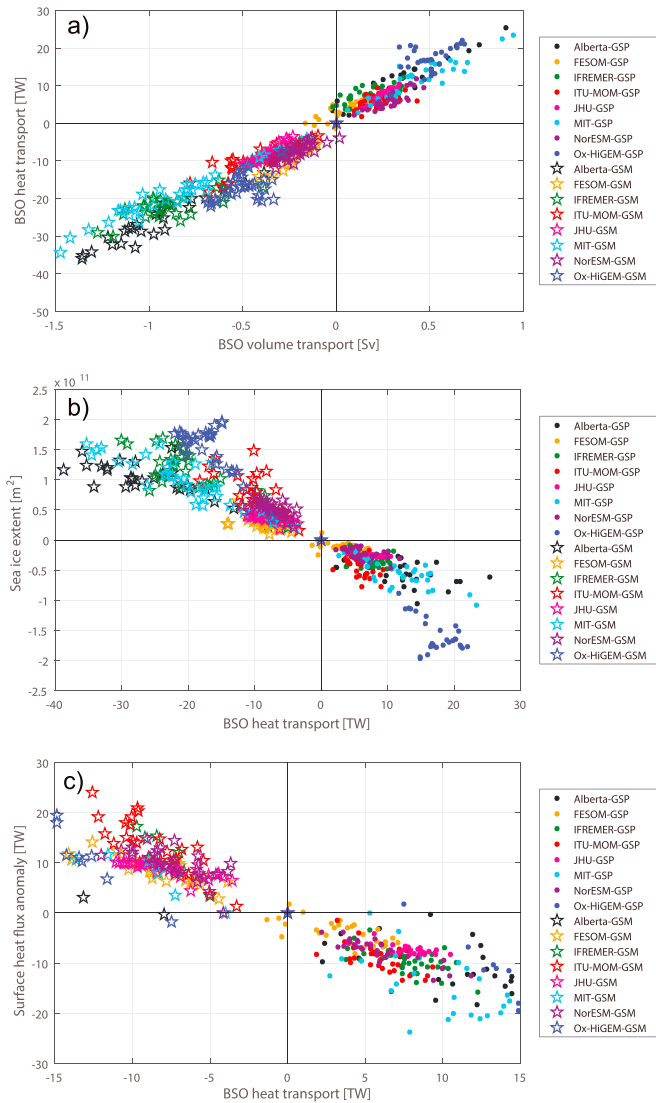 a)
30
20
10
0
-10
-20
-30
-40
-50
BSO heat transport [TW]
-1.5
-1
-0.5
0
0.5
1
BSO volume transport [Sv]
Alberta-GSP
FESOM-GSP
IFREMER-GSP
ITU-MOM-GSP
JHU-GSP
MIT-GSP
NorESM-GSP
Ox-HiGEM-GSP
Alberta-GSM
FESOM-GSM
IFREMER-GSM
ITU-MOM-GSM
JHU-GSM
MIT-GSM
NorESM-GSM
Ox-HiGEM-GSM
x 10 11
b)
2.5
2
1.5
1
0.5
0
-0.5
-1
-1.5
-2
-2.5
Sea ice extent [m²]
-40
-30
-20
-10
0
10
20
30
BSO heat transport [TW]
Alberta-GSP
FESOM-GSP
IFREMER-GSP
ITU-MOM-GSP
JHU-GSP
MIT-GSP
NorESM-GSP
Ox-HiGEM-GSP
Alberta-GSM
FESOM-GSM
IFREMER-GSM
ITU-MOM-GSM
JHU-GSM
MIT-GSM
NorESM-GSM
Ox-HiGEM-GSM
c)
30
20
10
0
-10
-20
-30
Surface heat flux anomaly [TW]
-15
-10
-5
0
5
10
15
BSO heat transport [TW]
Alberta-GSP
FESOM-GSP
IFREMER-GSP
ITU-MOM-GSP
JHU-GSP
MIT-GSP
NorESM-GSP
Ox-HiGEM-GSP
Alberta-GSM
FESOM-GSM
IFREMER-GSM
ITU-MOM-GSM
JHU-GSM
MIT-GSM
NorESM-GSM
Ox-HiGEM-GSM